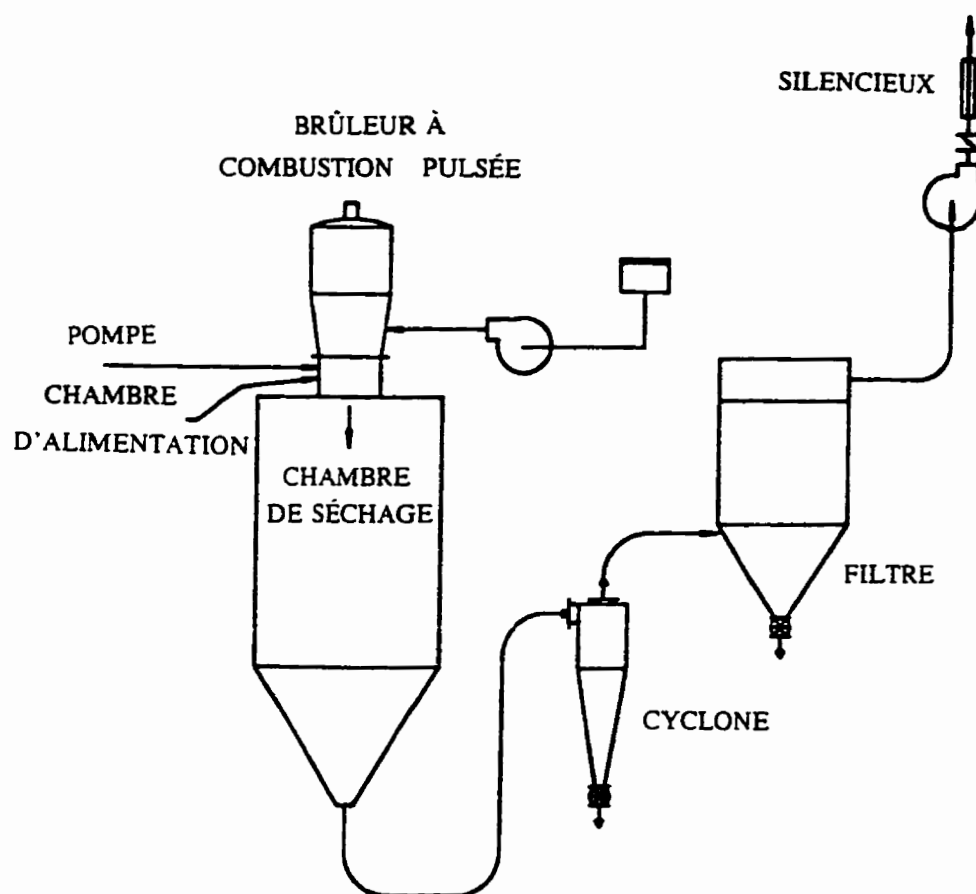 SILENCIEUX
BRÛLEUR À
COMBUSTION PULSÉE
POMPE
CHAMBRE
D'ALIMENTATION
CHAMBRE
DE SÉCHAGE
FILTRE
CYCLONE